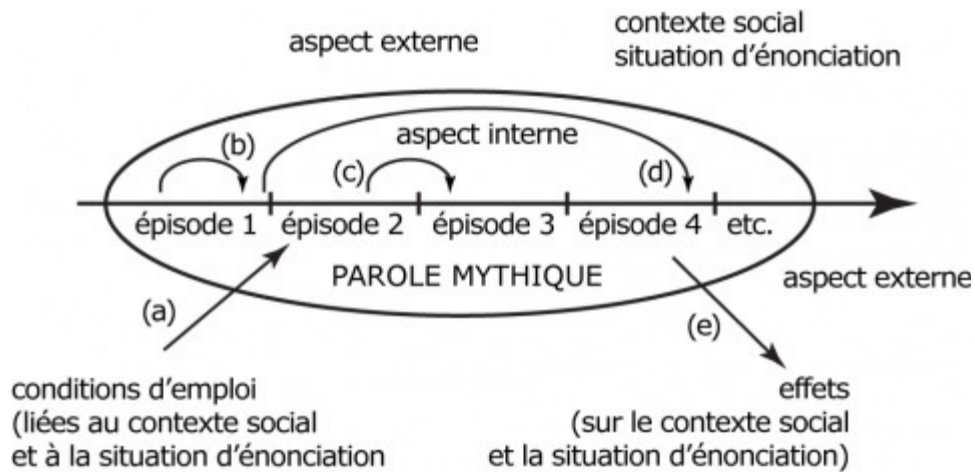 aspect externe
contexte social
situation d'énonciation
aspect interne
(b)
(c)
(d)
épisode 1
épisode 2
épisode 3
épisode 4
etc.
PAROLE MYTHIQUE
aspect externe
(a)
(e)
conditions d'emploi
(liées au contexte social
et à la situation d'énonciation
effets
(sur le contexte social
et la situation d'énonciation)